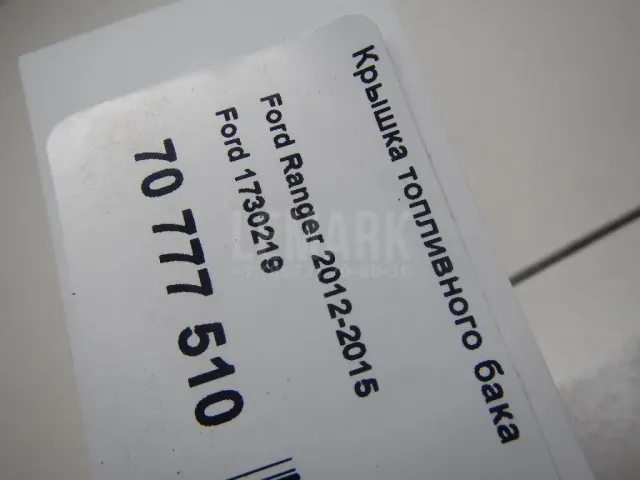 Крышка топливного бака
Ford Ranger 2012-2015
Ford 1730219
70 777 510